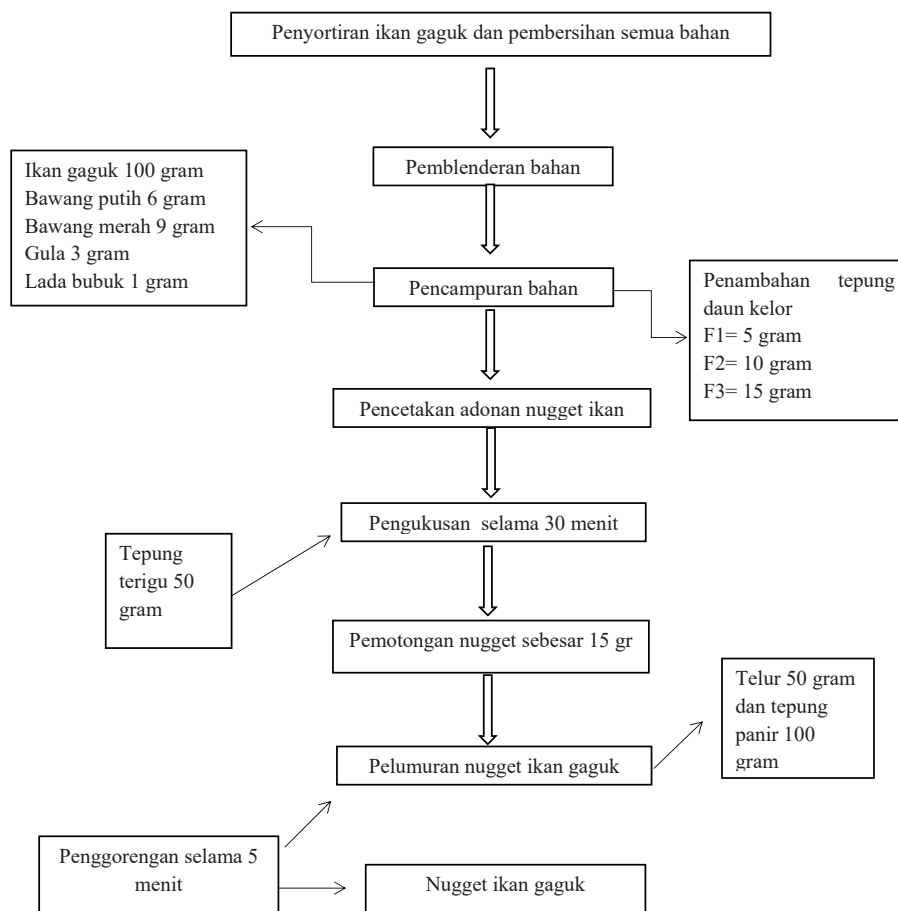 Penyortiran ikan gaguk dan pembersihan semua bahan
Pemblenderan bahan
Ikan gaguk 100 gram
Bawang putih 6 gram
Bawang merah 9 gram
Gula 3 gram
Lada bubuk 1 gram
Pencampuran bahan
Penambahan tepung
daun kelor
F1= 5 gram
F2= 10 gram
F3= 15 gram
Pencetakan adonan nugget ikan
Pengukusan selama 30 menit
Tepung
terigu 50
gram
Pemotongan nugget sebesar 15 gr
Telur 50 gram
dan tepung
panir 100
gram
Pelumuran nugget ikan gaguk
Penggorengan selama 5
menit
Nugget ikan gaguk